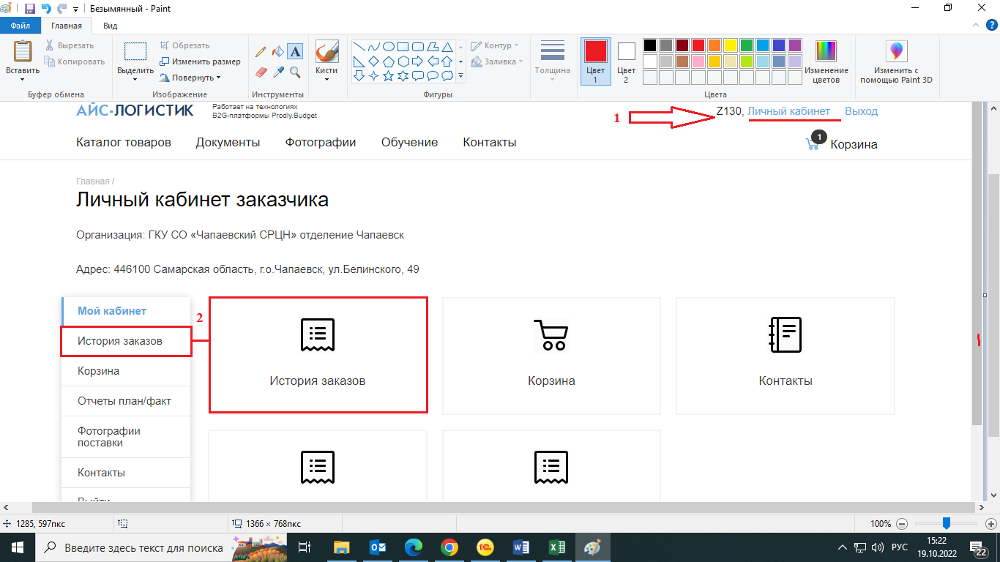 Безымянный - Paint
Файл
Главная
Вид
Вставить
Вырезать
Копировать
Буфер обмена
Выделить
Обрезать
Изменить размер
Повернуть
Изображение
A
Инструменты
Кисти
Фигуры
Контур
Заливка
Толщина
Цвет
1
Цвет
2
Изменение
цветов
Изменить с
помощью Paint 3D
Цвета
АЙС-ЛОГИСТИК
Работает на технологиях
B2G-платформы Prodly.Budget
1
Z130, Личный кабинет Выход
Каталог товаров Документы Фотографии Обучение Контакты
1
Корзина
Главная /
Личный кабинет заказчика
Организация: ГКУ СО «Чапаевский СРЦН» отделение Чапаевск
Адрес: 446100 Самарская область, г.о.Чапаевск, ул.Белинского, 49
Мой кабинет
2
История заказов
Корзина
Отчеты план/факт
Фотографии
поставки
Контакты
Выйти
История заказов
Корзина
Контакты
1285, 597пкс
1366 × 768пкс
100%
Введите здесь текст для поиска
1С
РУС
15:22
19.10.2022
22